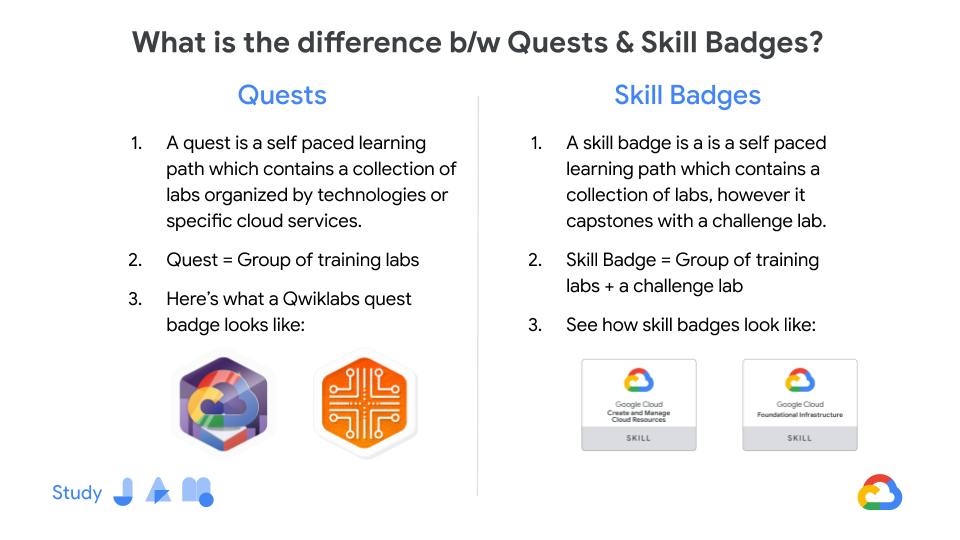 What is the difference b/w Quests & Skill Badges?
Quests
1. A quest is a self paced learning
path which contains a collection of
labs organized by technologies or
specific cloud services.
2. Quest = Group of training labs
3. Here’s what a Qwiklabs quest
badge looks like:
Skill Badges
1. A skill badge is a is a self paced
learning path which contains a
collection of labs, however it
capstones with a challenge lab.
2. Skill Badge = Group of training
labs + a challenge lab
3. See how skill badges look like:
Google Cloud
Create and Manage
Cloud Resources
SKILL
Google Cloud
Foundational Infrastructure
SKILL
Study JAM